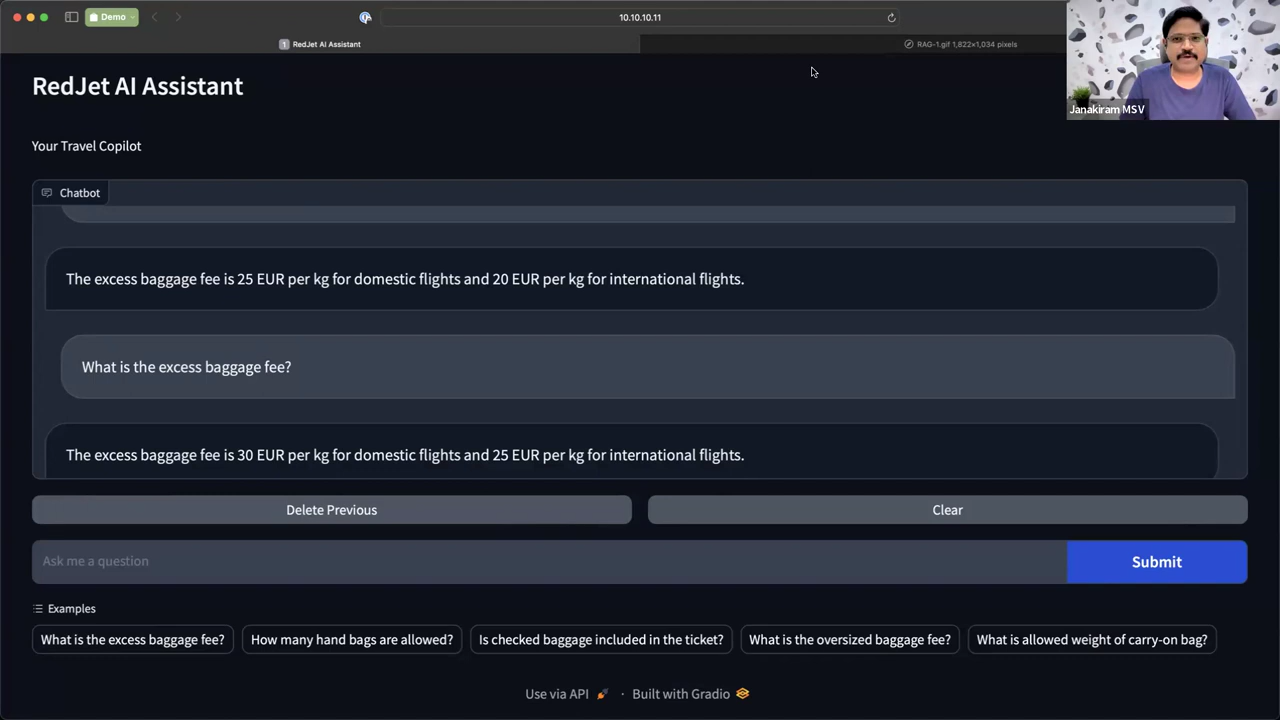 Demo
10.10.10.11
1 RedJet AI Assistant
RAG-1.gif 1,822×1,034 pixels
Janakiram MSV
RedJet AI Assistant
Your Travel Copilot
Chatbot
The excess baggage fee is 25 EUR per kg for domestic flights and 20 EUR per kg for international flights.
What is the excess baggage fee?
The excess baggage fee is 30 EUR per kg for domestic flights and 25 EUR per kg for international flights.
Delete Previous
Clear
Ask me a question
Submit
Examples
What is the excess baggage fee?
How many hand bags are allowed?
Is checked baggage included in the ticket?
What is the oversized baggage fee?
What is allowed weight of carry-on bag?
Use via API · Built with Gradio